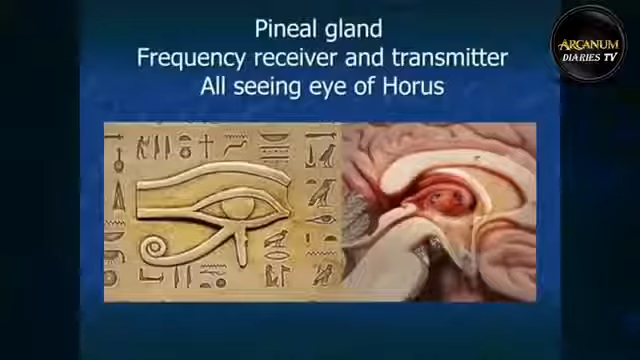 Pineal gland
Frequency receiver and transmitter
All seeing eye of Horus
ARCANUM
DIARIES TV